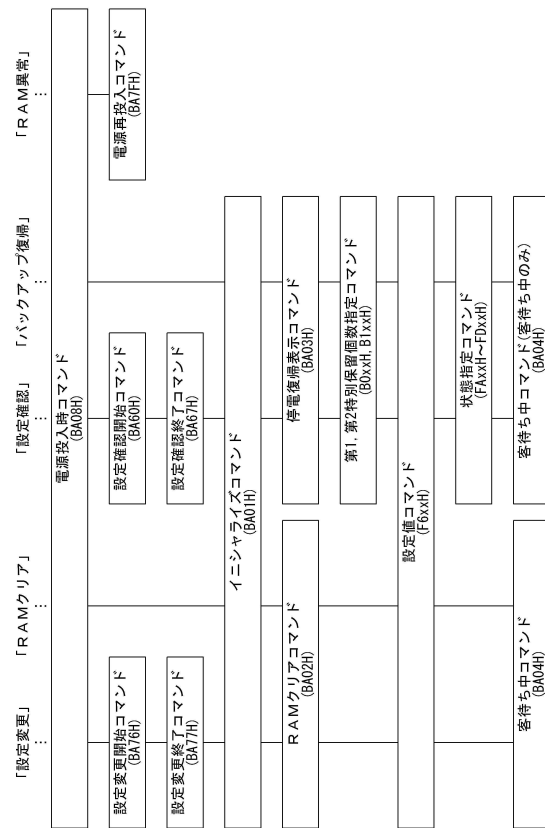 「設定変更」
「RAMクリア」
「設定確認」
「バックアップ復帰」
「RAM異常」
電源投入時コマンド
(BA08H)
設定変更開始コマンド
(BA76H)
設定確認開始コマンド
(BA60H)
電源再投入コマンド
(BA7FH)
設定変更終了コマンド
(BA77H)
設定確認終了コマンド
(BA67H)
イニシャライズコマンド
(BA01H)
RAMクリアコマンド
(BA02H)
停電復帰表示コマンド
(BA03H)
第1,第2特別保留個数指定コマンド
(B0xxH, B1xxH)
設定値コマンド
(F6xxH)
状態指定コマンド
(FAxxH～FDxxH)
客待ち中コマンド
(BA04H)
客待ち中コマンド(客待ち中のみ)
(BA04H)